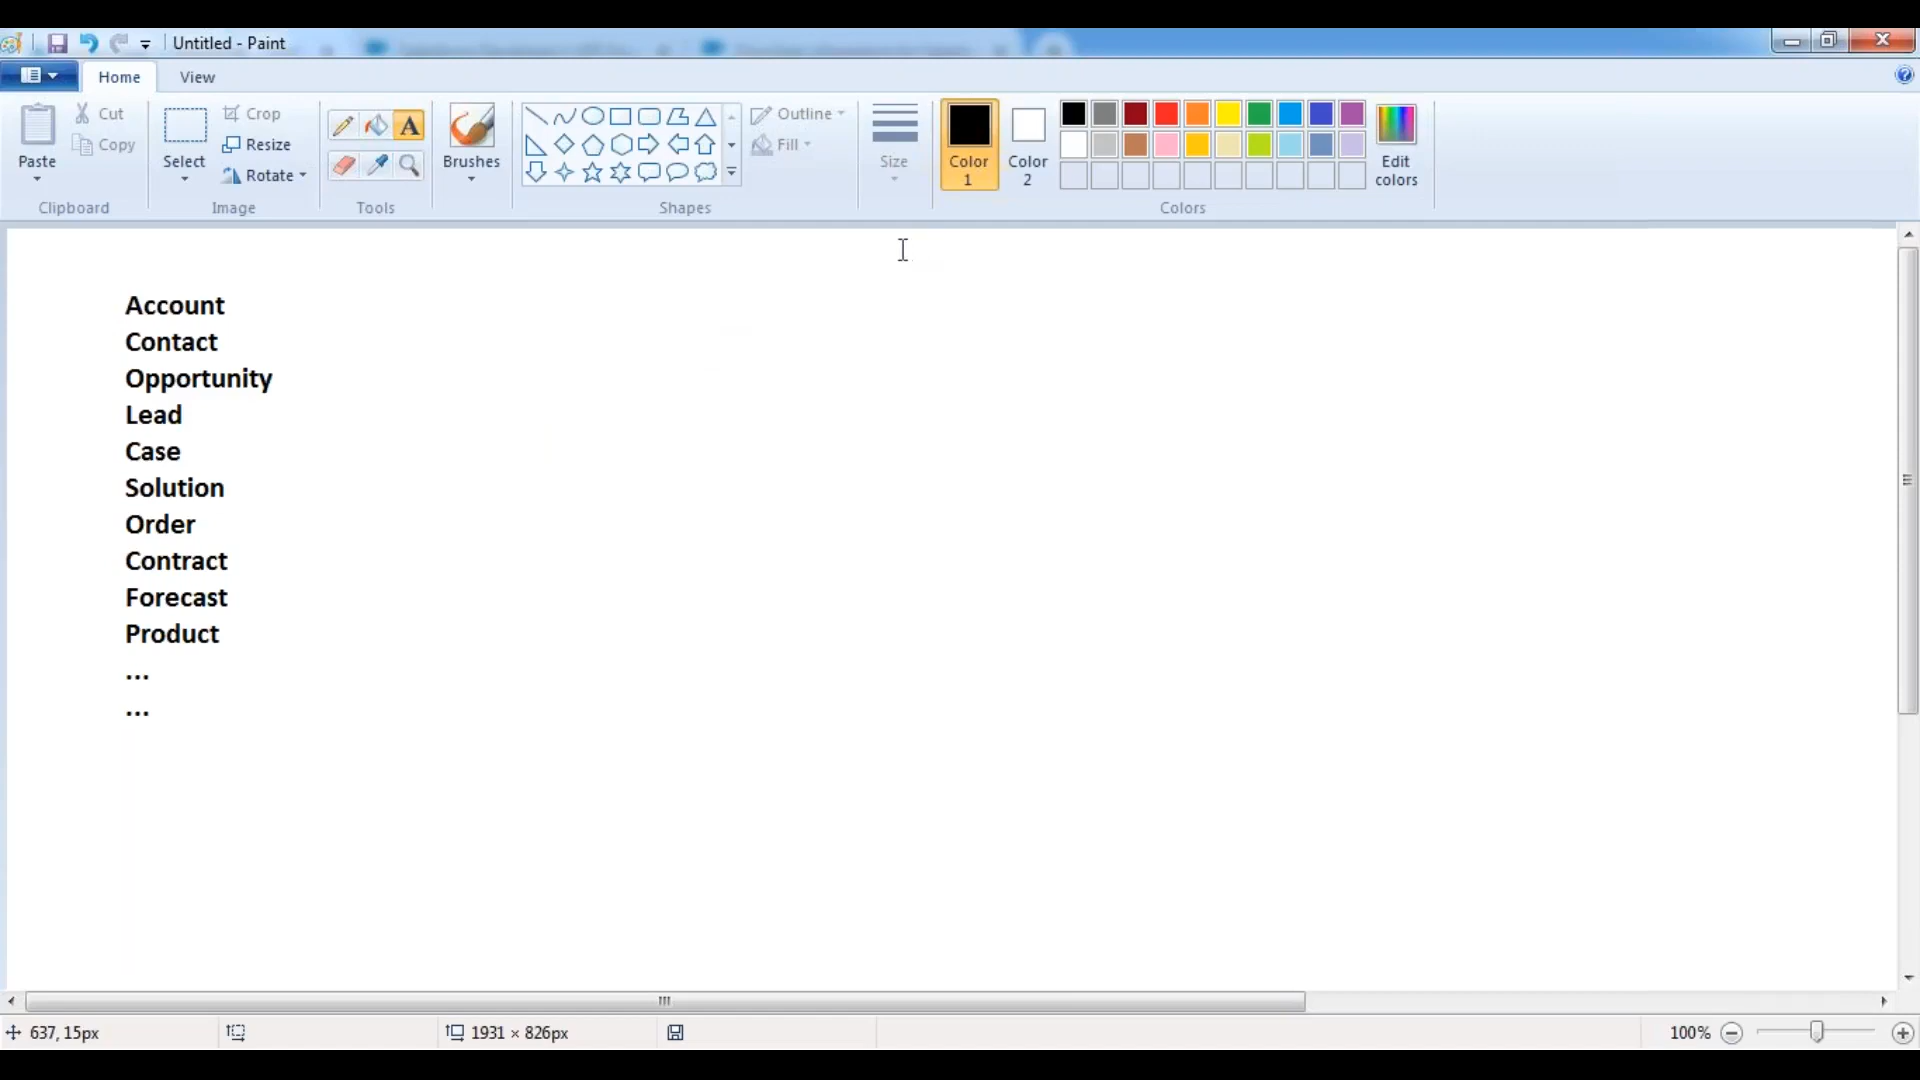 Untitled - Paint
Home
View
Paste
Cut
Copy
Clipboard
Select
Crop
Resize
Rotate
Image
A
Tools
Brushes
Shapes
Outline
Fill
Size
Color 1
Color 2
Edit colors
Colors
Account
Contact
Opportunity
Lead
Case
Solution
Order
Contract
Forecast
Product
...
...
637, 15px
1931 × 826px
100%